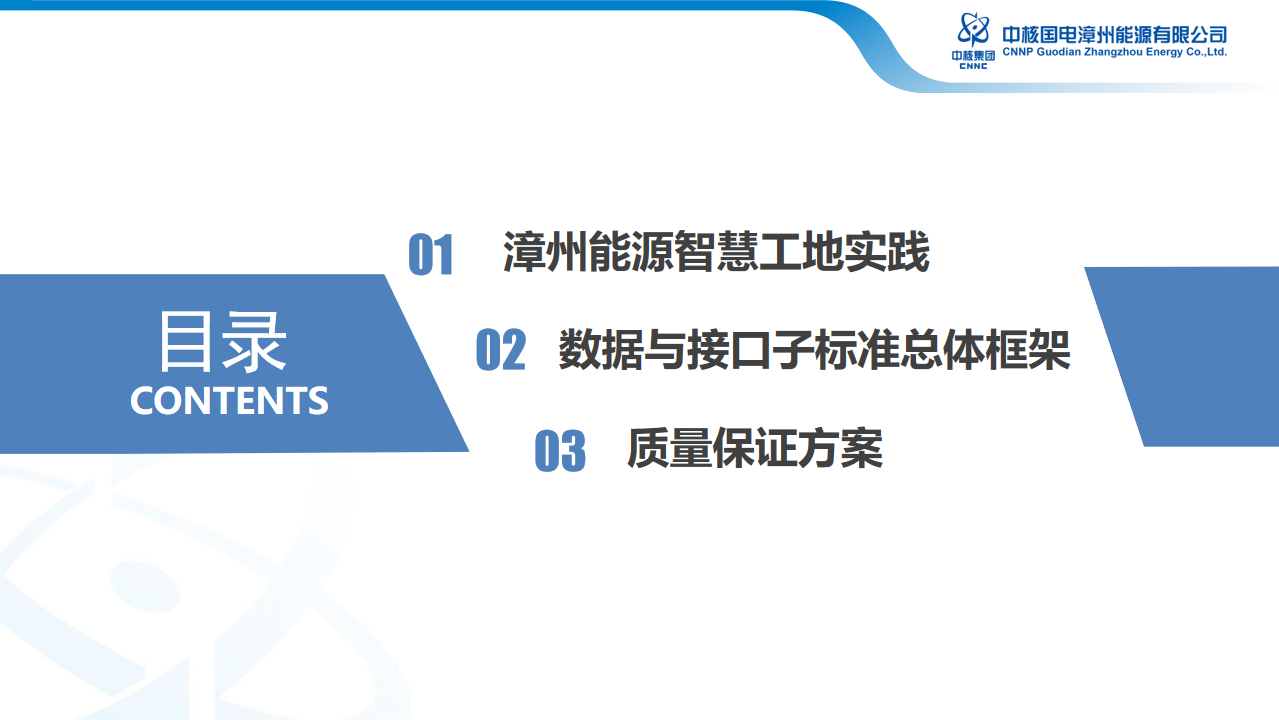 中核集团
CNNC
中核国电漳州能源有限公司
CNNP Guodian Zhangzhou Energy Co.,Ltd.
目录
CONTENTS
01 漳州能源智慧工地实践
02 数据与接口子标准总体框架
03 质量保证方案